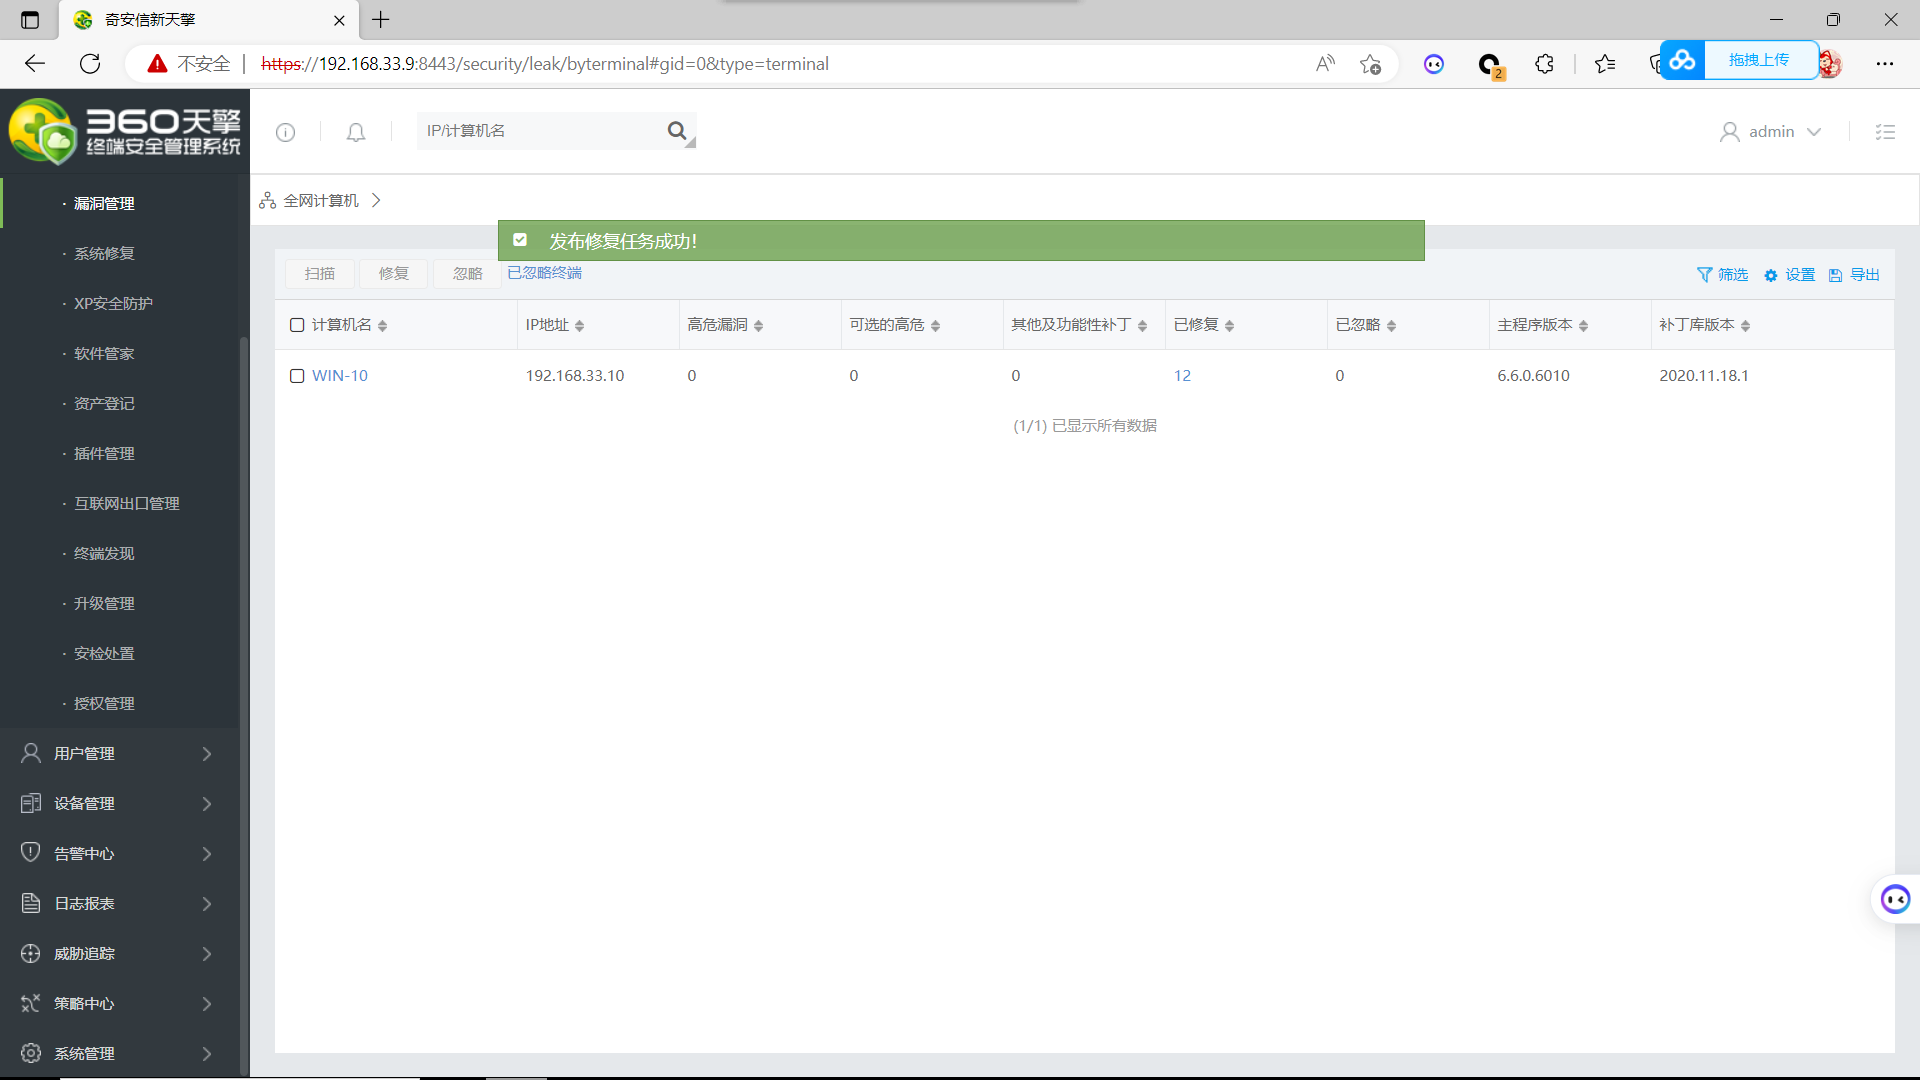 奇安信新天擎
不安全
https://192.168.33.9:8443/security/leak/byterminal#gid=0&type=terminal
2
拖拽上传
360天擎
终端安全管理系统
IP/计算机名
admin
全网计算机
发布修复任务成功!
扫描 修复 忽略 已忽略终端
筛选 设置 导出
计算机名 IP地址 高危漏洞 可选的高危 其他及功能性补丁 已修复 已忽略 主程序版本 补丁库版本
WIN-10 192.168.33.10 0 0 0 12 0 6.6.0.6010 2020.11.18.1
(1/1) 已显示所有数据
· 漏洞管理
· 系统修复
· XP安全防护
· 软件管家
· 资产登记
· 插件管理
· 互联网出口管理
· 终端发现
· 升级管理
· 安检处置
· 授权管理
用户管理
设备管理
告警中心
日志报表
威胁追踪
策略中心
系统管理